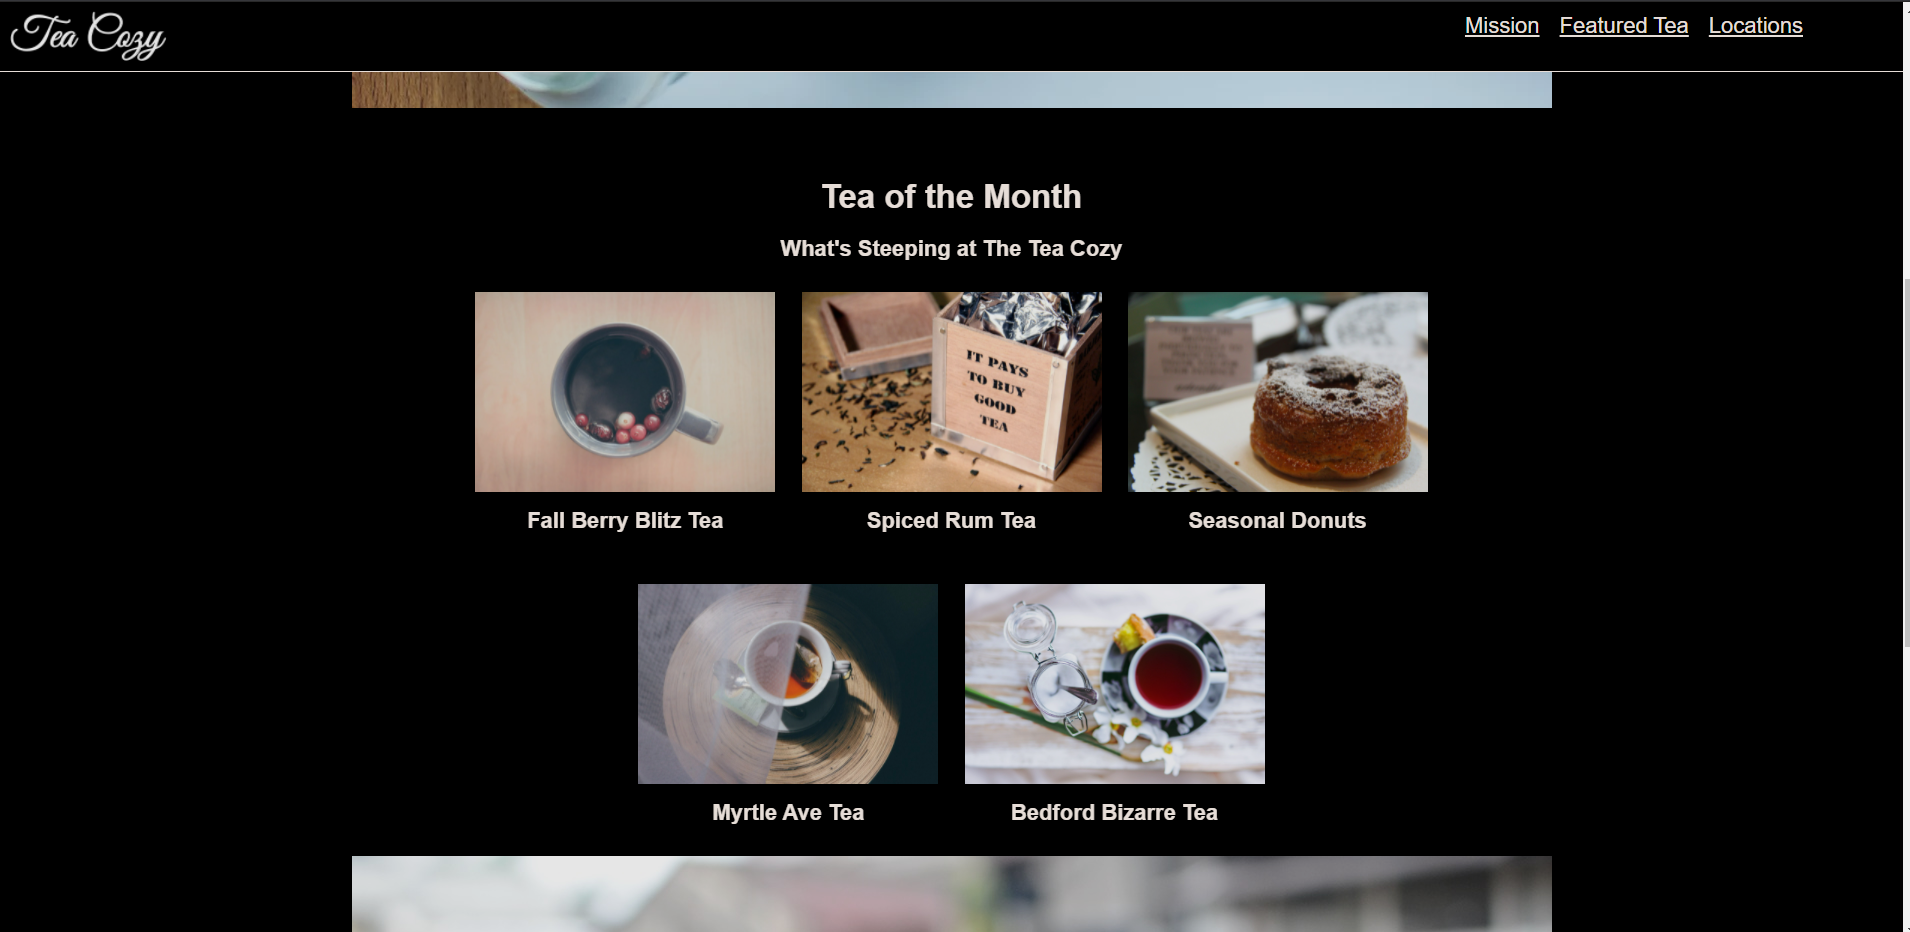 Tea Cozy
Mission Featured Tea Locations
Tea of the Month
What's Steeping at The Tea Cozy
IT PAYS
TO BUY
GOOD
TEA
Fall Berry Blitz Tea
Spiced Rum Tea
Seasonal Donuts
Myrtle Ave Tea
Bedford Bizarre Tea